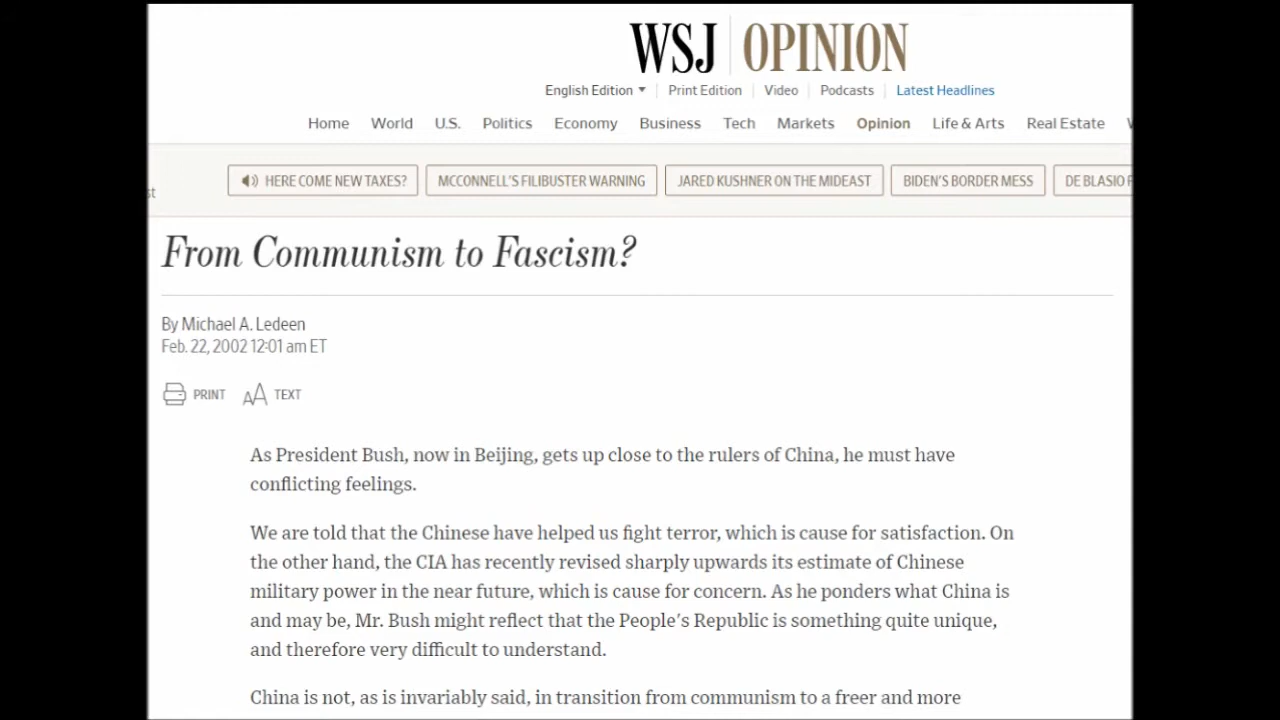 WSJ OPINION
English Edition Print Edition Video Podcasts Latest Headlines
Home World U.S. Politics Economy Business Tech Markets Opinion Life & Arts Real Estate
HERE COME NEW TAXES? MCCONNELL'S FILIBUSTER WARNING JARED KUSHNER ON THE MIDEAST BIDEN'S BORDER MESS DE BLASIO
From Communism to Fascism?
By Michael A. Ledeen
Feb. 22, 2002 12:01 am ET
PRINT AA TEXT
As President Bush, now in Beijing, gets up close to the rulers of China, he must have
conflicting feelings.
We are told that the Chinese have helped us fight terror, which is cause for satisfaction. On
the other hand, the CIA has recently revised sharply upwards its estimate of Chinese
military power in the near future, which is cause for concern. As he ponders what China is
and may be, Mr. Bush might reflect that the People's Republic is something quite unique,
and therefore very difficult to understand.
China is not, as is invariably said, in transition from communism to a freer and more